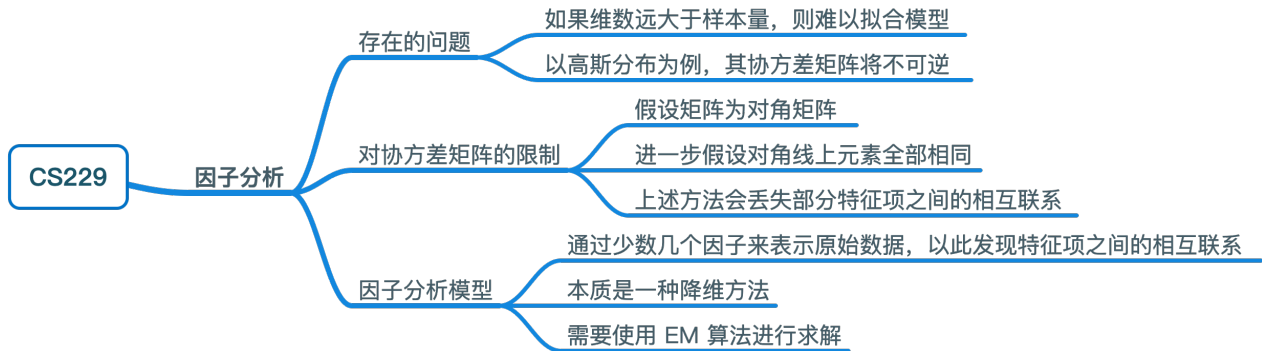 CS229
因子分析
存在的问题
如果维数远大于样本量，则难以拟合模型
以高斯分布为例，其协方差矩阵将不可逆
对协方差矩阵的限制
假设矩阵为对角矩阵
进一步假设对角线上元素全部相同
上述方法会丢失部分特征项之间的相互联系
因子分析模型
通过少数几个因子来表示原始数据，以此发现特征项之间的相互联系
本质是一种降维方法
需要使用 EM 算法进行求解